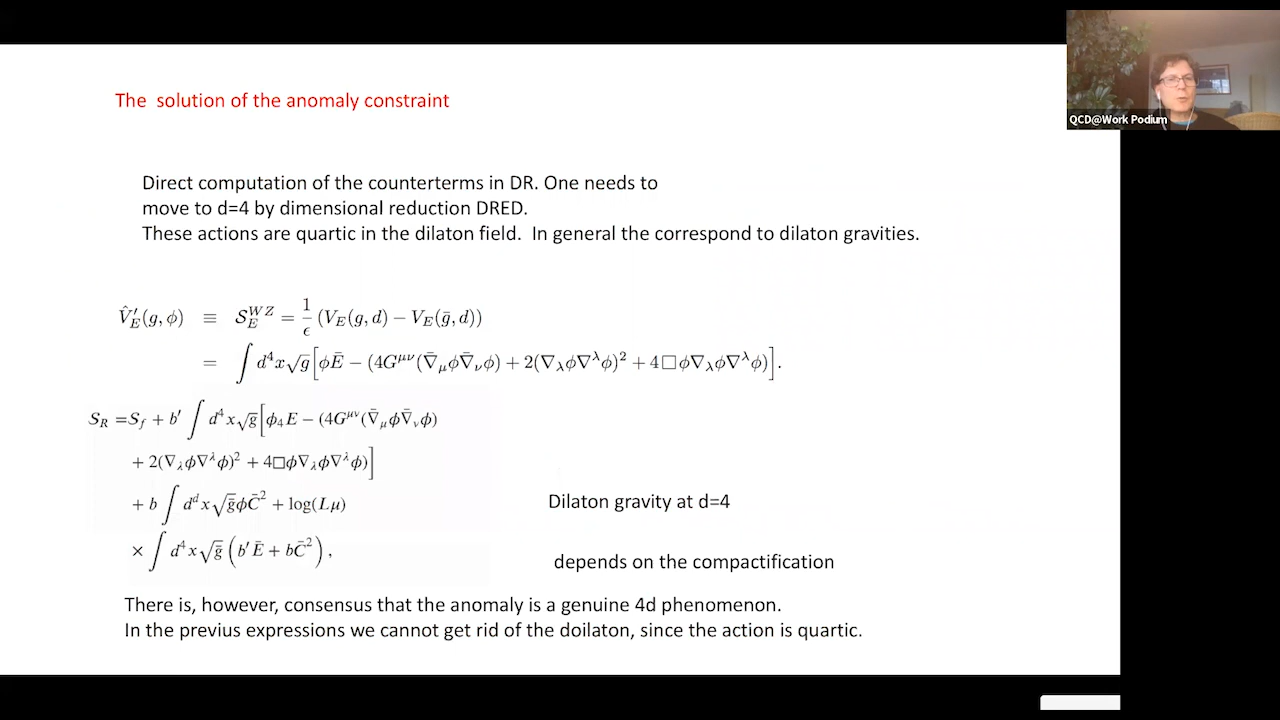 The solution of the anomaly constraint
QCD@Work Podium
Direct computation of the counterterms in DR. One needs to
move to d=4 by dimensional reduction DRED.
These actions are quartic in the dilaton field. In general the correspond to dilaton gravities.
V̂′_E(g, ϕ) ≡ 𝒮_E^{WZ} = 1/ϵ (V_E(g, d) − V_E(ḡ, d))
= ∫ d⁴x√g[ϕĒ − (4G^{μν}(∇̄_μϕ∇̄_νϕ) + 2(∇_λϕ∇^λϕ)² + 4□ϕ∇_λϕ∇^λϕ)].
S_R =S_f + b′ ∫ d⁴x√ḡ[ϕ₄E − (4G^{μν}(∇̄_μϕ∇̄_νϕ)
+ 2(∇_λϕ∇^λϕ)² + 4□ϕ∇_λϕ∇^λϕ)]
+ b ∫ d^dx√ḡϕC̄² + log(Lμ)
Dilaton gravity at d=4
× ∫ d⁴x√ḡ (b′Ē + bC̄²),
depends on the compactification
There is, however, consensus that the anomaly is a genuine 4d phenomenon.
In the previus expressions we cannot get rid of the doilaton, since the action is quartic.